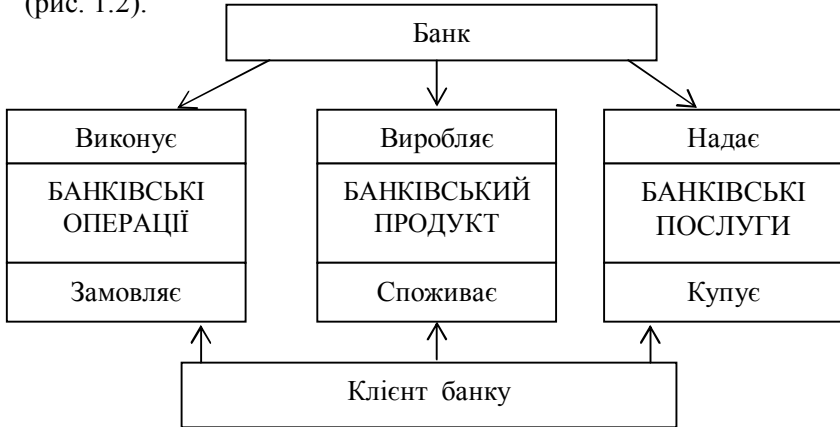 (рис. 1.2).
Банк
Виконує
БАНКІВСЬКІ
ОПЕРАЦІЇ
Замовляє
Виробляє
БАНКІВСЬКИЙ
ПРОДУКТ
Споживає
Надає
БАНКІВСЬКІ
ПОСЛУГИ
Купує
Клієнт банку